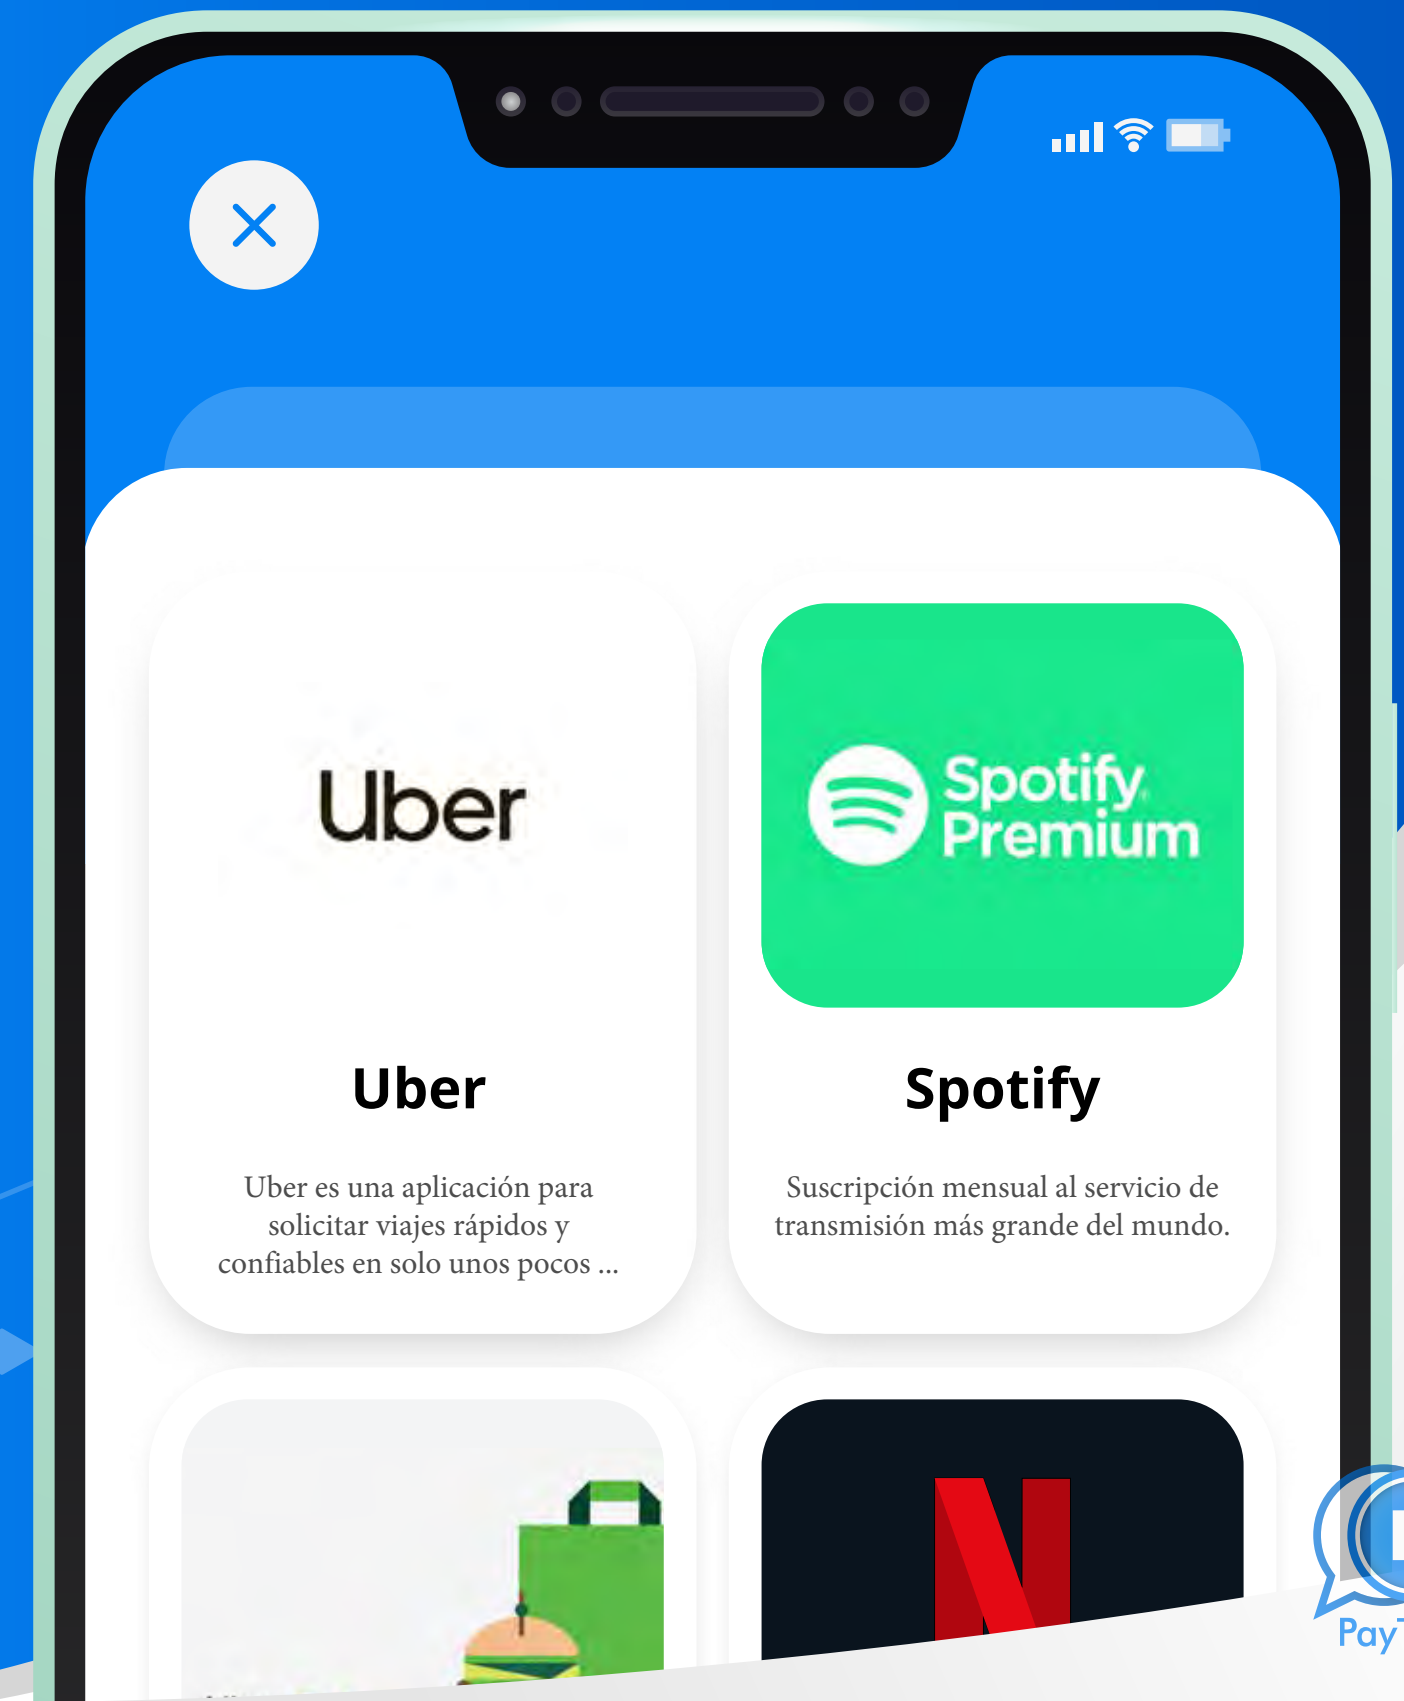 Uber
Spotify
Premium
Uber
Spotify
Uber es una aplicación para
solicitar viajes rápidos y
confiables en solo unos pocos ...
Suscripción mensual al servicio de
transmisión más grande del mundo.
N
Pay